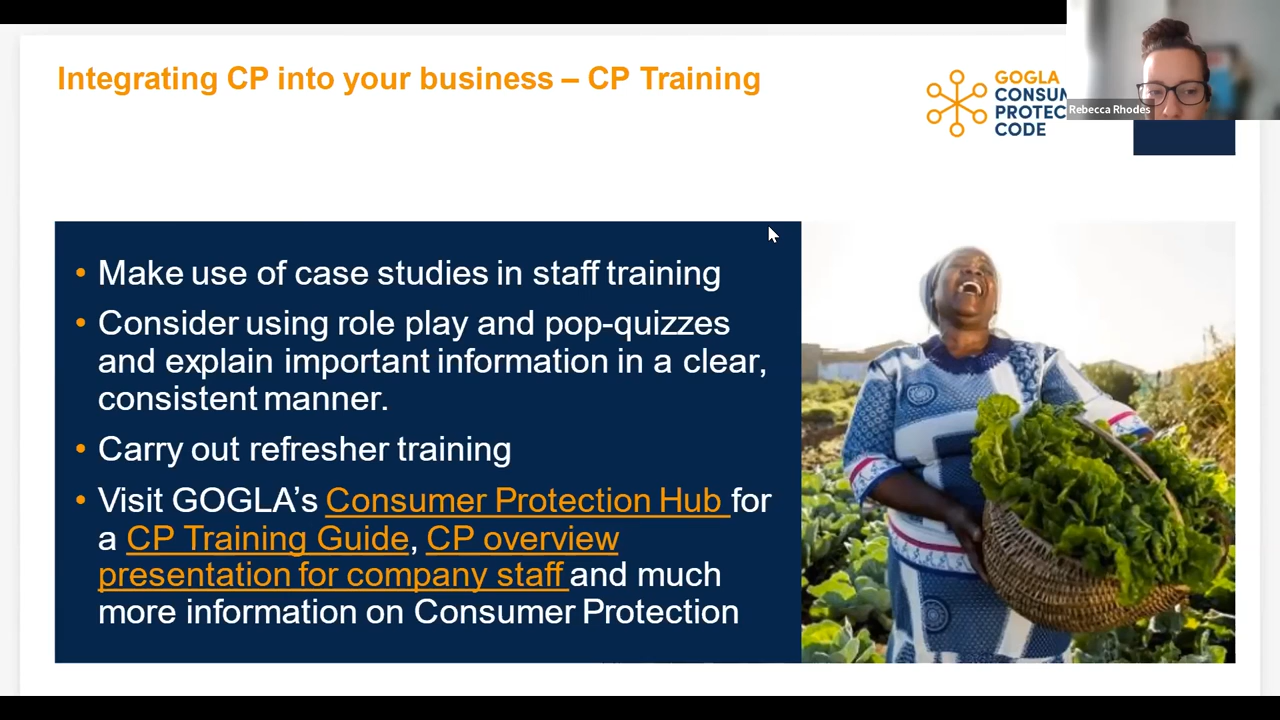 Integrating CP into your business – CP Training
GOGLA
CONSUM
PROTEC
CODE
Rebecca Rhodes
• Make use of case studies in staff training
• Consider using role play and pop-quizzes
and explain important information in a clear,
consistent manner.
• Carry out refresher training
• Visit GOGLA’s Consumer Protection Hub for
a CP Training Guide, CP overview
presentation for company staff and much
more information on Consumer Protection